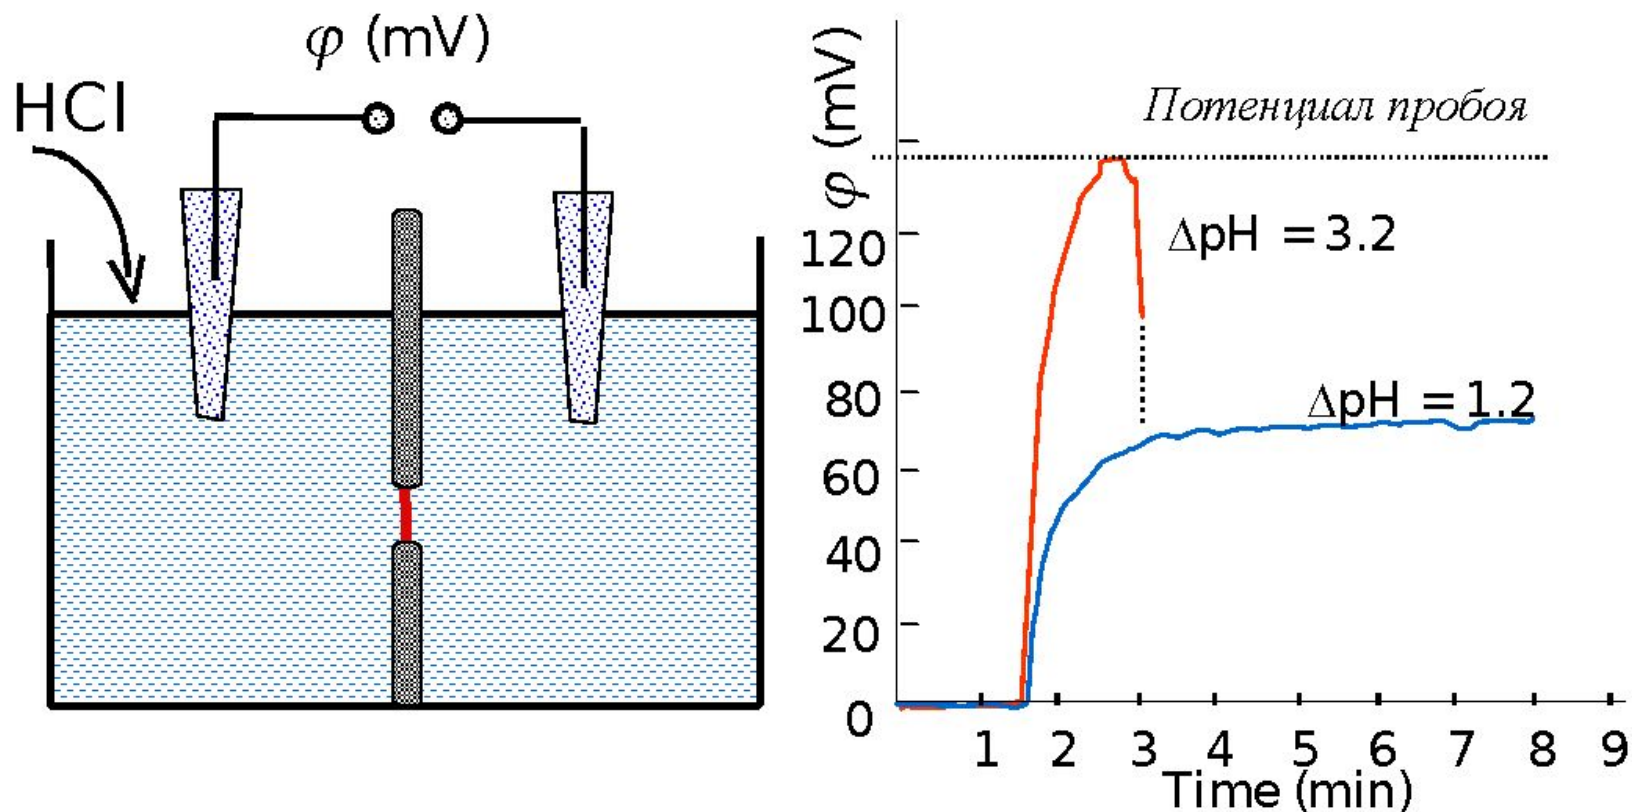 φ (mV)
HCl
φ (mV)
Потенциал пробоя
ΔpH = 3.2
120
100
80
ΔpH = 1.2
60
40
20
0
1 2 3 4 5 6 7 8 9
Time (min)